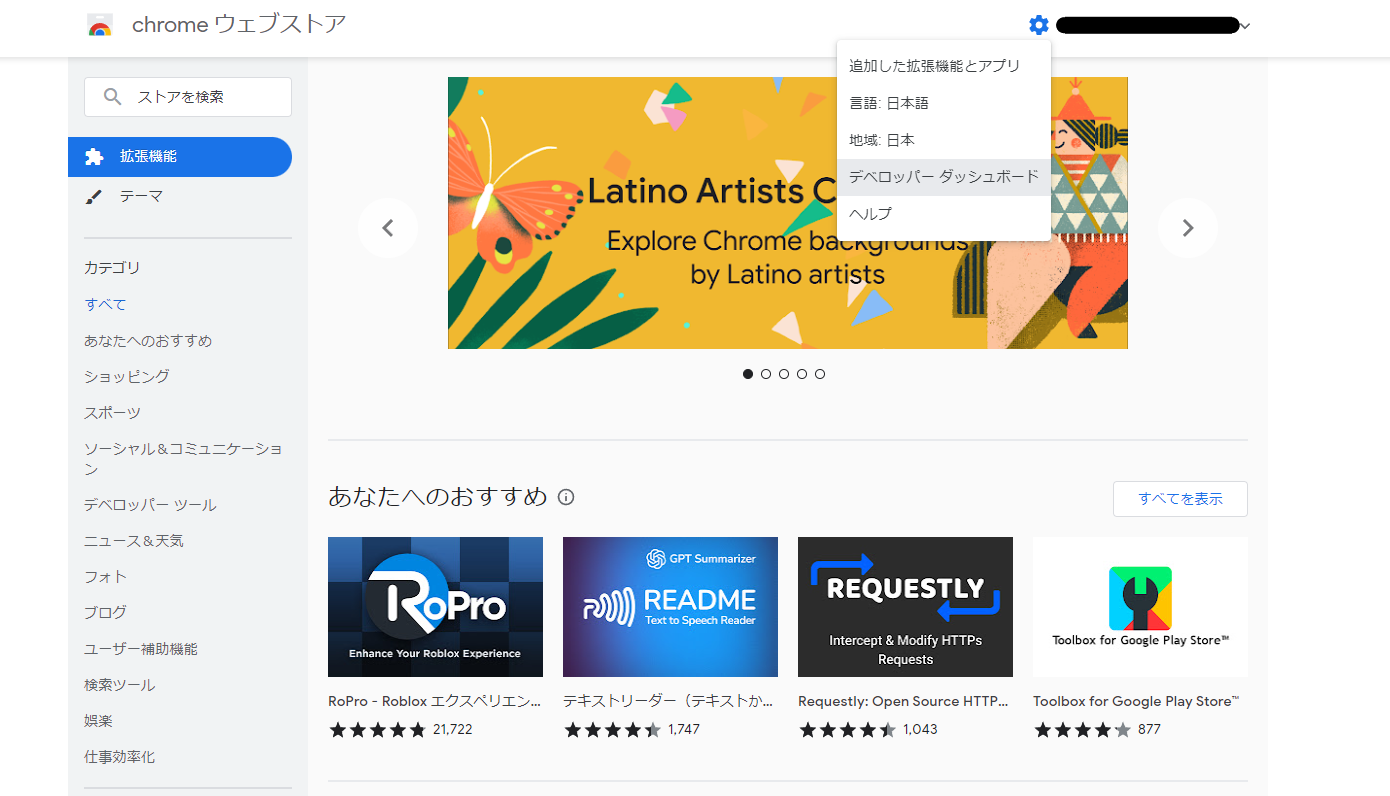 chrome ウェブストア
追加した拡張機能とアプリ
言語: 日本語
地域: 日本
デベロッパー ダッシュボード
ヘルプ
ストアを検索
拡張機能
テーマ
カテゴリ
すべて
あなたへのおすすめ
ショッピング
スポーツ
ソーシャル＆コミュニケーショ
ン
デベロッパー ツール
ニュース＆天気
フォト
ブログ
ユーザー補助機能
検索ツール
娯楽
仕事効率化
Latino Artists C
Explore Chrome backgrounds
by Latino artists
あなたへのおすすめ
すべてを表示
RoPro
Enhance Your Roblox Experience
RoPro - Roblox エクスペリエン...
21,722
GPT Summarizer
README
Text to Speech Reader
テキストリーダー（テキストか...
1,747
REQUESTLY
Intercept & Modify HTTPs
Requests
Requestly: Open Source HTTP...
1,043
Toolbox for Google Play Store™
Toolbox for Google Play Store™
877